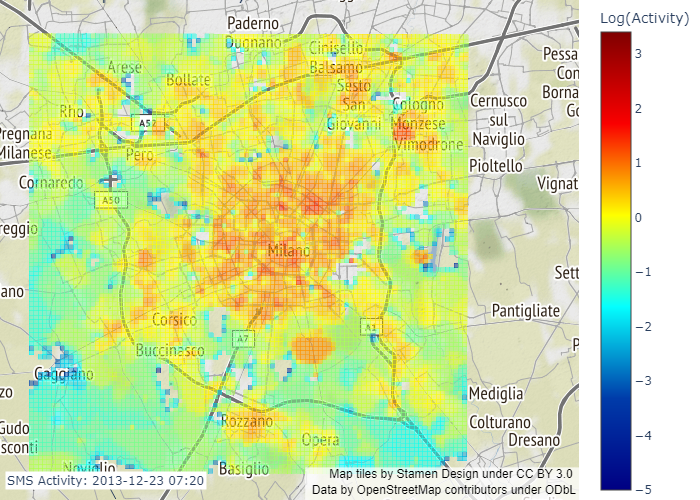 Log(Activity)
3
2
1
0
−1
−2
−3
−4
−5
Paderno
Dugnano
Cinisello
Balsamo
Arese
Bollate
Sesto
San
Giovanni
Rho
Cologno
Monzese
Cernusco
sul
Naviglio
Pessa
Con
Borna
Go
A52
Pregnana
Milanese
Pero
Vimodrone
Pioltello
Cornaredo
Vignat
A50
reggio
Milano
Sett
ano
Pantigliate
Corsico
A7
A1
Buccinasco
P
Gaggiano
zzo
Mediglia
Gudo
sconti
Rozzano
Opera
Colturano
Dresano
Noviglio
Basiglio
SMS Activity: 2013-12-23 07:20
Map tiles by Stamen Design under CC BY 3.0
Data by OpenStreetMap contributors under ODbL